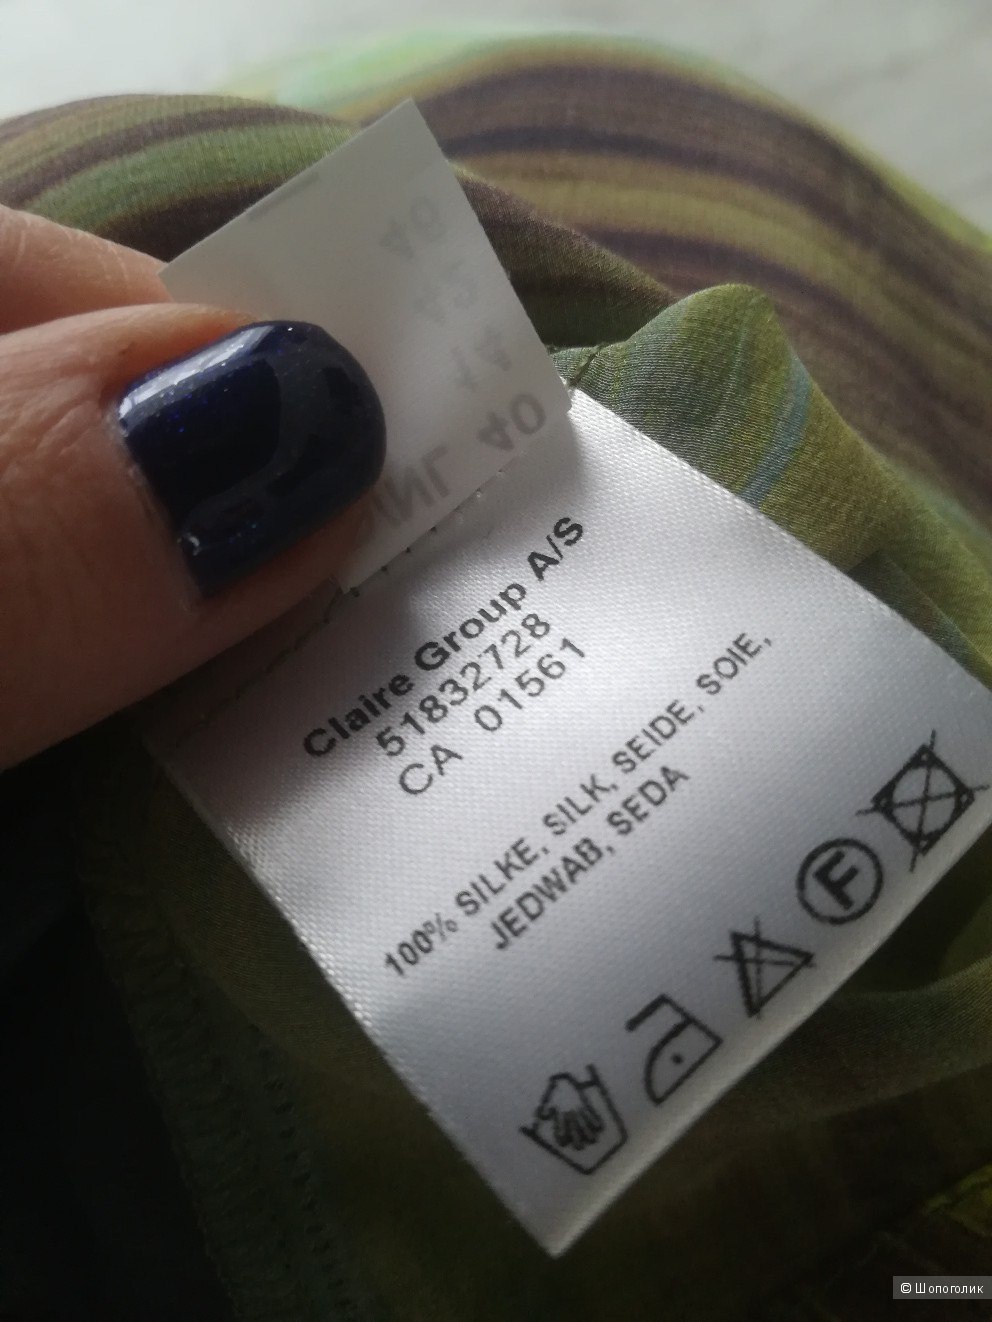 Claire Group A/S
51832728
CA 01561
100% SILKE, SILK, SEIDE, SOIE,
JEDWAB, SEDA
F
© Шопоголик